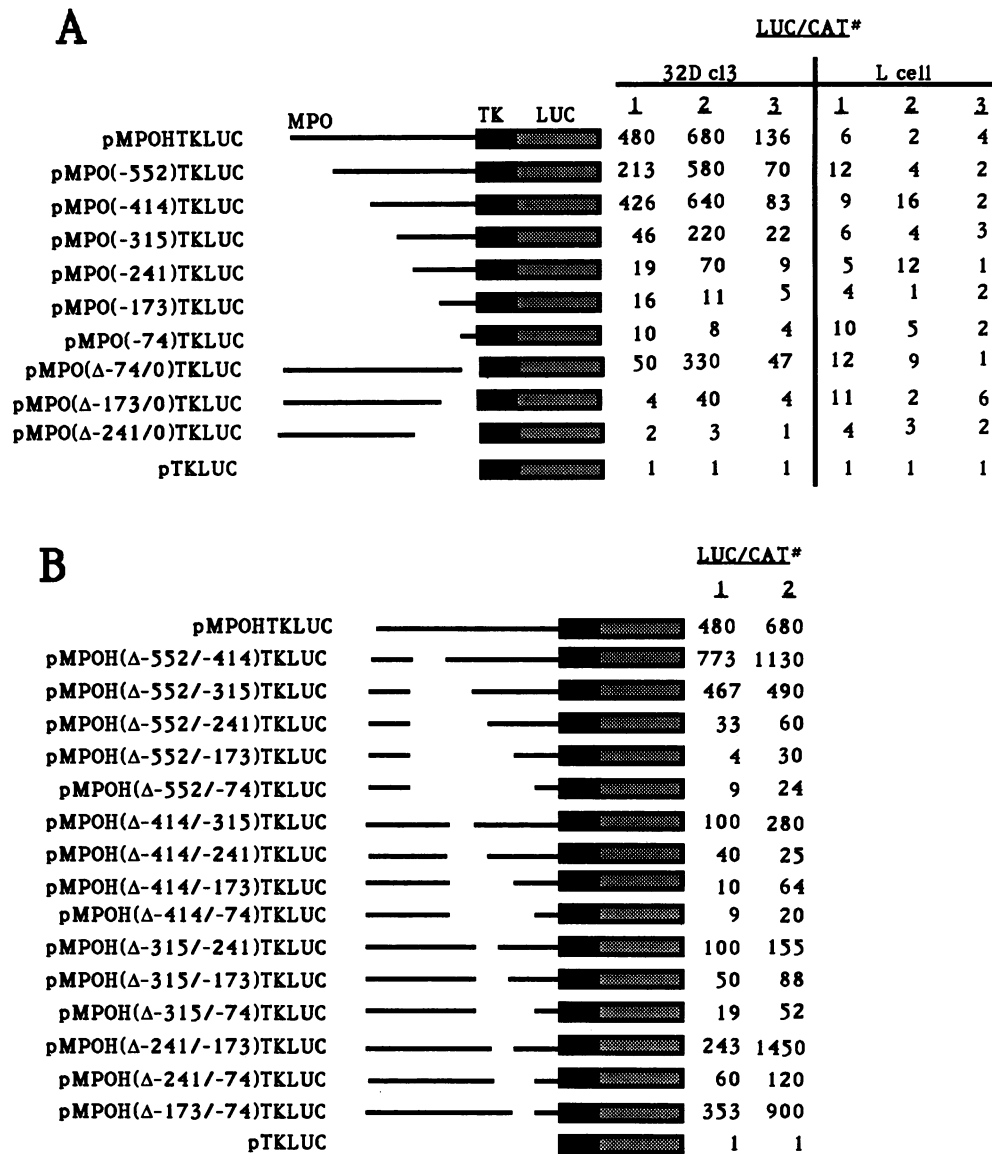 A
LUC/CAT#
32D cl3 L cell
MPO TK LUC 1 2 3 1 2 3
pMPOHTKLUC 480 680 136 6 2 4
pMPO(-552)TKLUC 213 580 70 12 4 2
pMPO(-414)TKLUC 426 640 83 9 16 2
pMPO(-315)TKLUC 46 220 22 6 4 3
pMPO(-241)TKLUC 19 70 9 5 12 1
pMPO(-173)TKLUC 16 11 5 4 1 2
pMPO(-74)TKLUC 10 8 4 10 5 2
pMPO(Δ-74/0)TKLUC 50 330 47 12 9 1
pMPO(Δ-173/0)TKLUC 4 40 4 11 2 6
pMPO(Δ-241/0)TKLUC 2 3 1 4 3 2
pTKLUC 1 1 1 1 1 1
B
LUC/CAT#
1 2
pMPOHTKLUC 480 680
pMPOH(Δ-552/-414)TKLUC 773 1130
pMPOH(Δ-552/-315)TKLUC 467 490
pMPOH(Δ-552/-241)TKLUC 33 60
pMPOH(Δ-552/-173)TKLUC 4 30
pMPOH(Δ-552/-74)TKLUC 9 24
pMPOH(Δ-414/-315)TKLUC 100 280
pMPOH(Δ-414/-241)TKLUC 40 25
pMPOH(Δ-414/-173)TKLUC 10 64
pMPOH(Δ-414/-74)TKLUC 9 20
pMPOH(Δ-315/-241)TKLUC 100 155
pMPOH(Δ-315/-173)TKLUC 50 88
pMPOH(Δ-315/-74)TKLUC 19 52
pMPOH(Δ-241/-173)TKLUC 243 1450
pMPOH(Δ-241/-74)TKLUC 60 120
pMPOH(Δ-173/-74)TKLUC 353 900
pTKLUC 1 1